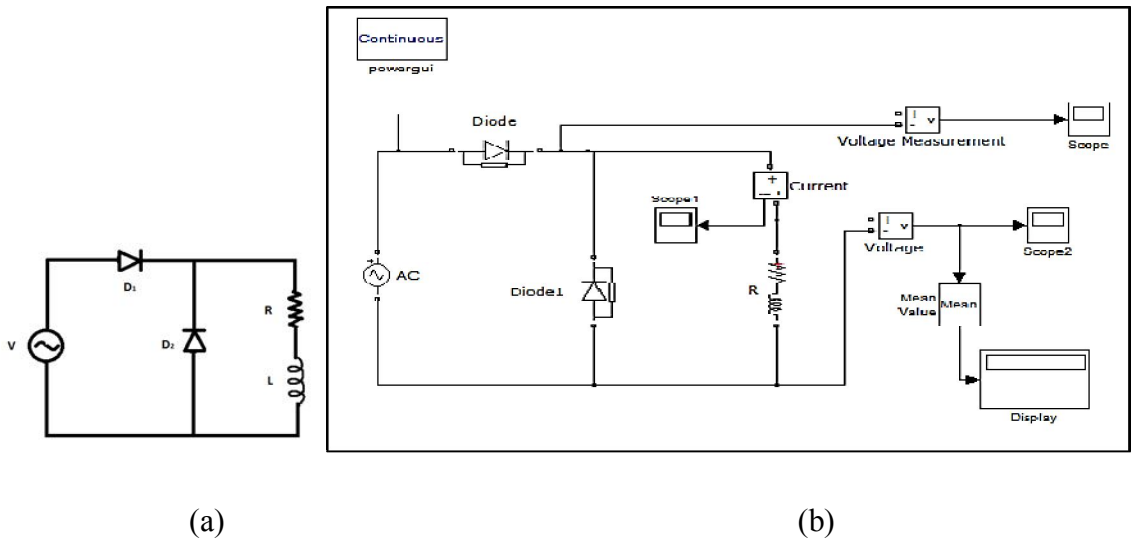 Continuous
powergui
Diode
Voltage Measurement
Scope
Scope1
Current
Voltage
Scope2
AC
Diode1
R
Mean
Value
Mean
Display
D1
R
V
D2
L
(a)
(b)